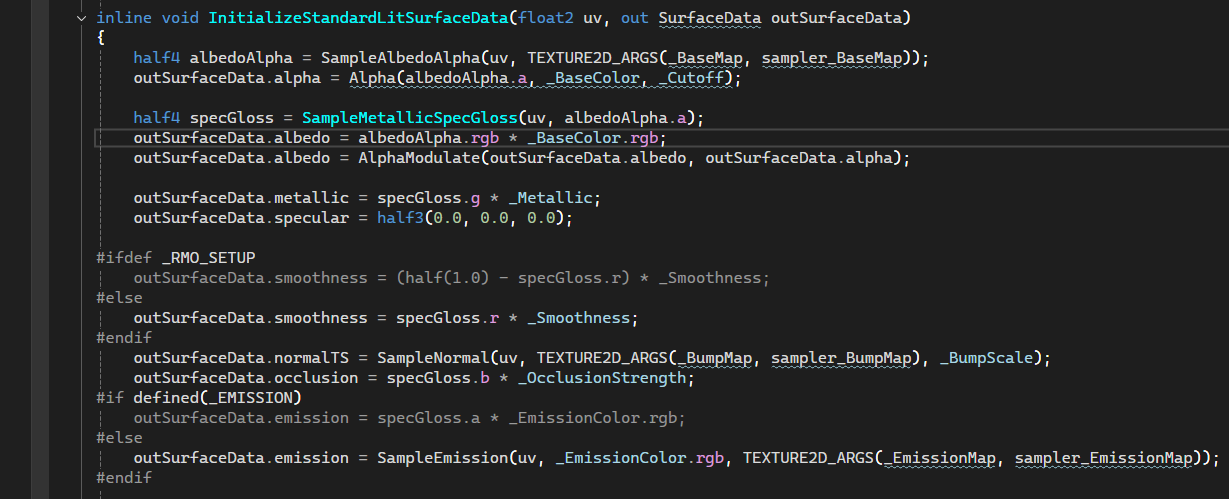 inline void InitializeStandardLitSurfaceData(float2 uv, out SurfaceData outSurfaceData)
{
half4 albedoAlpha = SampleAlbedoAlpha(uv, TEXTURE2D_ARGS(_BaseMap, sampler_BaseMap));
outSurfaceData.alpha = Alpha(albedoAlpha.a, _BaseColor, _Cutoff);
half4 specGloss = SampleMetallicSpecGloss(uv, albedoAlpha.a);
outSurfaceData.albedo = albedoAlpha.rgb * _BaseColor.rgb;
outSurfaceData.albedo = AlphaModulate(outSurfaceData.albedo, outSurfaceData.alpha);
outSurfaceData.metallic = specGloss.g * _Metallic;
outSurfaceData.specular = half3(0.0, 0.0, 0.0);
#ifdef _RMO_SETUP
outSurfaceData.smoothness = (half(1.0) - specGloss.r) * _Smoothness;
#else
outSurfaceData.smoothness = specGloss.r * _Smoothness;
#endif
outSurfaceData.normalTS = SampleNormal(uv, TEXTURE2D_ARGS(_BumpMap, sampler_BumpMap), _BumpScale);
outSurfaceData.occlusion = specGloss.b * _OcclusionStrength;
#if defined(_EMISSION)
outSurfaceData.emission = specGloss.a * _EmissionColor.rgb;
#else
outSurfaceData.emission = SampleEmission(uv, _EmissionColor.rgb, TEXTURE2D_ARGS(_EmissionMap, sampler_EmissionMap));
#endif